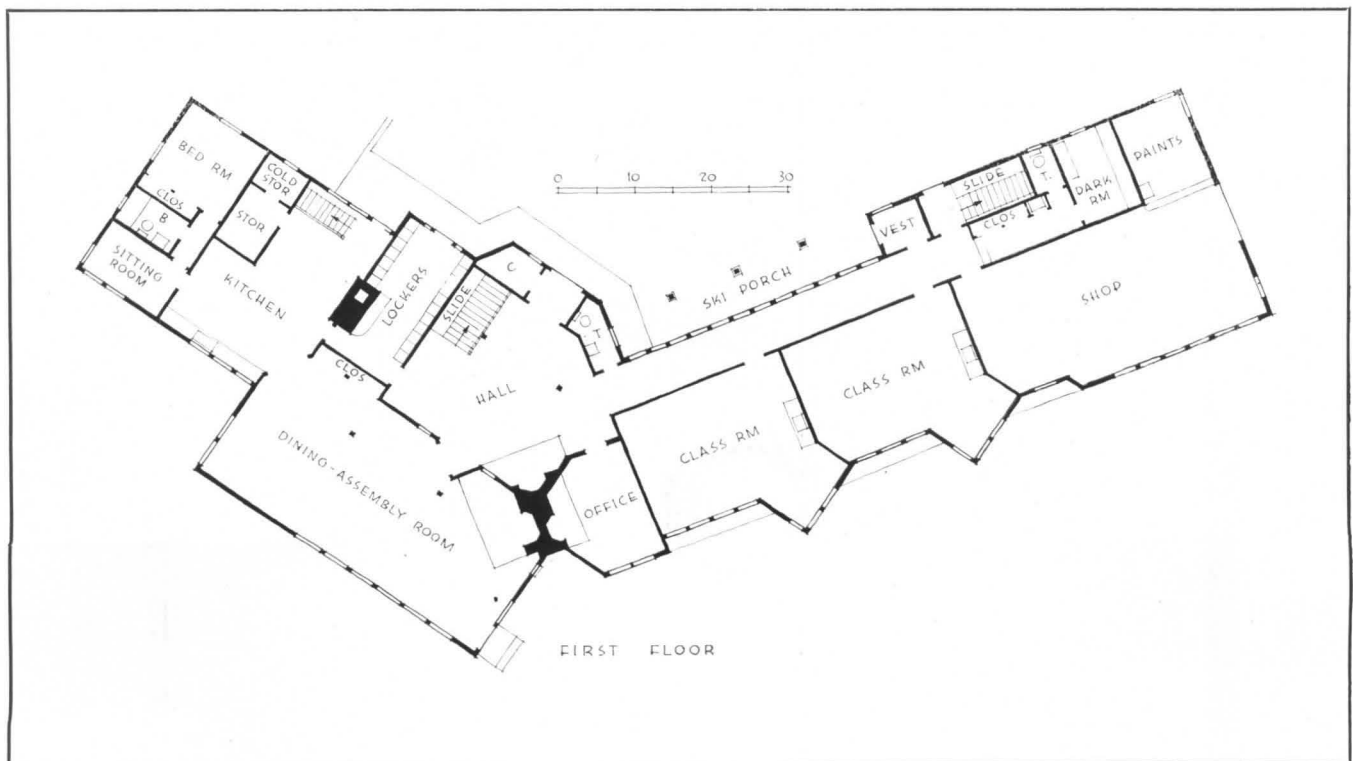 BED RM
COLD
STOR
CLOS
B
STOR
SITTING
ROOM
KITCHEN
LOCKERS
SLIDE
C
T
CLOS
HALL
DINING-ASSEMBLY ROOM
OFFICE
0 10 20 30
SKI PORCH
VEST
SLIDE
CLOS
T.
DARK
RM
PAINTS
SHOP
CLASS RM
CLASS RM
FIRST FLOOR